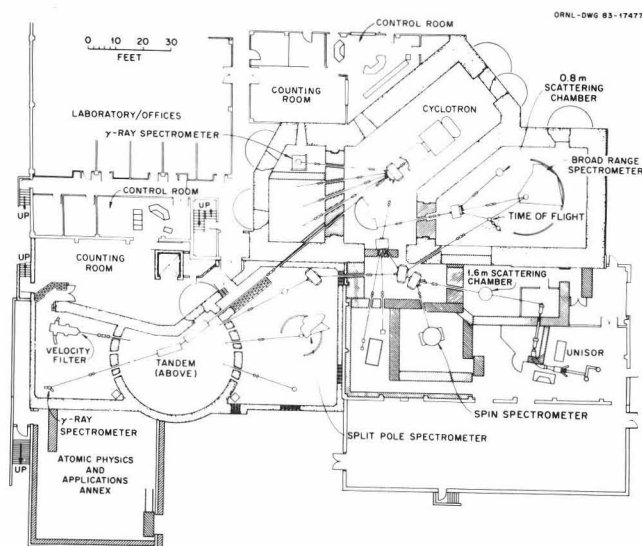 ORNL-DWG 83-17477
CONTROL ROOM
0 10 20 30
FEET
COUNTING
ROOM
0.8 m
SCATTERING
CHAMBER
CYCLOTRON
LABORATORY/OFFICES
γ-RAY SPECTROMETER
BROAD RANGE
SPECTROMETER
CONTROL ROOM
UP
UP
TIME OF FLIGHT
COUNTING
ROOM
UP
1.6 m SCATTERING
CHAMBER
VELOCITY
FILTER
TANDEM
(ABOVE)
UNISOR
γ-RAY
SPECTROMETER
SPIN SPECTROMETER
SPLIT POLE SPECTROMETER
ATOMIC PHYSICS
AND
APPLICATIONS
ANNEX
UP